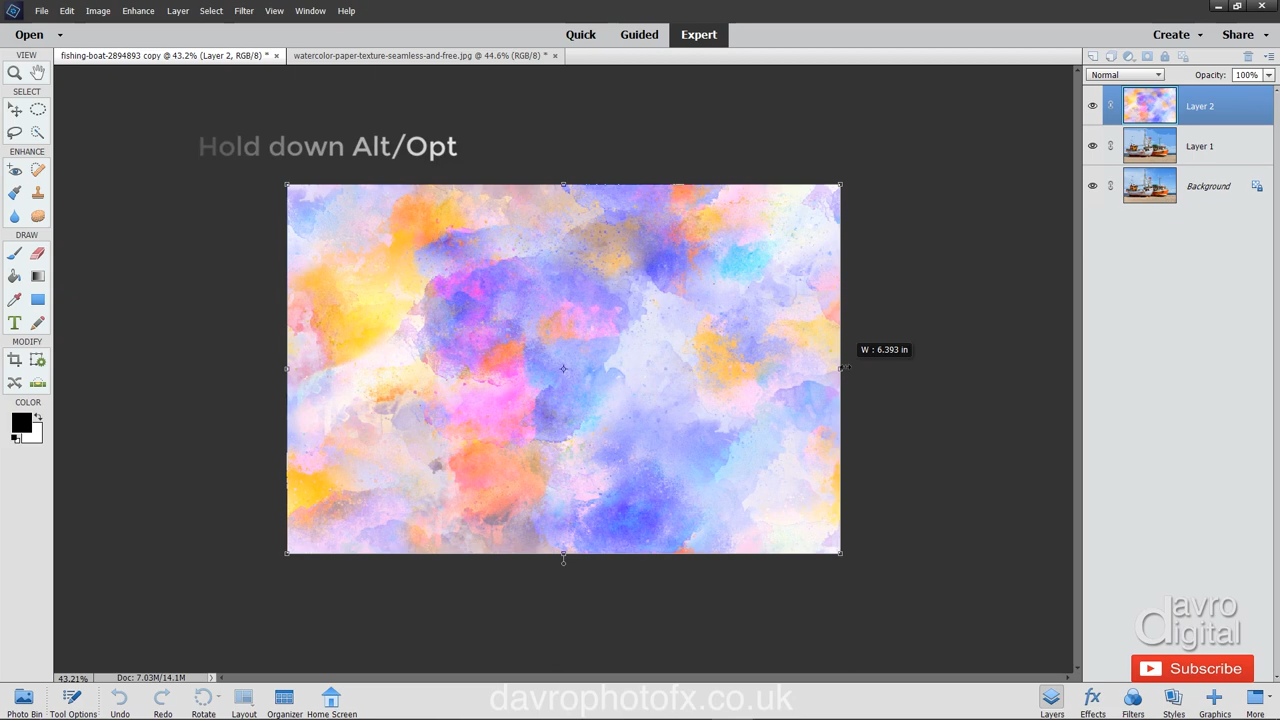 File Edit Image Enhance Layer Select Filter View Window Help
Open Quick Guided Expert Create Share
VIEW
fishing-boat-2894893 copy @ 43.2% (Layer 2, RGB/8) * × watercolor-paper-texture-seamless-and-free.jpg @ 44.6% (RGB/8) * ×
Normal Opacity: 100%
SELECT
Layer 2
Hold down Alt/Opt
Layer 1
ENHANCE
Background
DRAW
T
MODIFY
W : 6.393 in
COLOR
davro
digital
Subscribe
43.21% Doc: 7.03M/14.1M
Photo Bin Tool Options Undo Redo Rotate Layout Organizer Home Screen
davrophotofx.co.uk
Layers Effects Filters Styles Graphics More